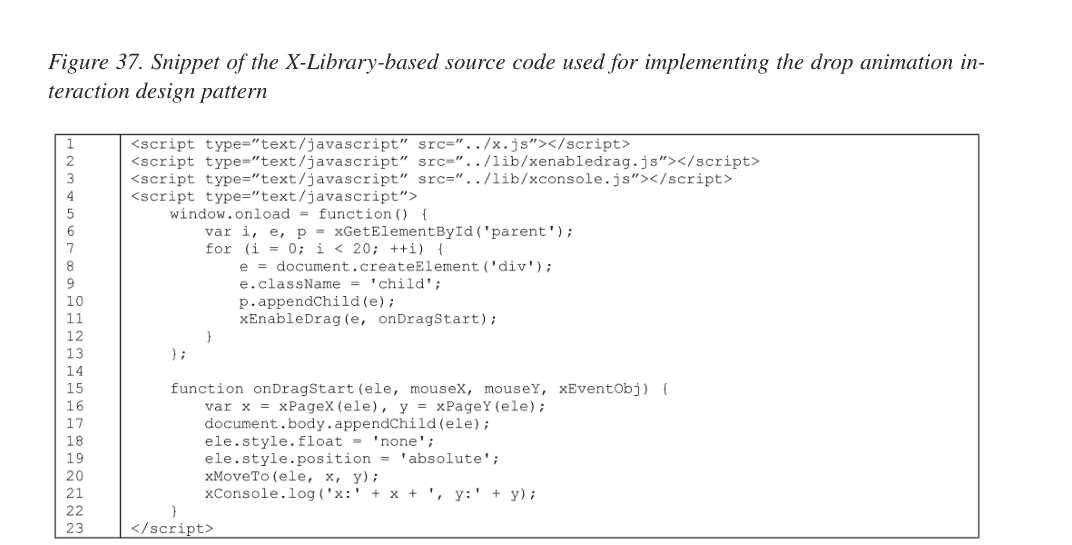 Figure 37. Snippet of the X-Library-based source code used for implementing the drop animation in-
teraction design pattern
1 <script type=”text/javascript” src=”../x.js”></script>
2 <script type=”text/javascript” src=”../lib/xenabledrag.js”></script>
3 <script type=”text/javascript” src=”../lib/xconsole.js”></script>
4 <script type=”text/javascript”>
5 window.onload = function() {
6 var i, e, p = xGetElementById('parent');
7 for (i = 0; i < 20; ++i) {
8 e = document.createElement('div');
9 e.className = 'child';
10 p.appendChild(e);
11 xEnableDrag(e, onDragStart);
12 }
13 };
14
15 function onDragStart(ele, mouseX, mouseY, xEventObj) {
16 var x = xPageX(ele), y = xPageY(ele);
17 document.body.appendChild(ele);
18 ele.style.float = 'none';
19 ele.style.position = 'absolute';
20 xMoveTo(ele, x, y);
21 xConsole.log('x:' + x + ', y:' + y);
22 }
23 </script>